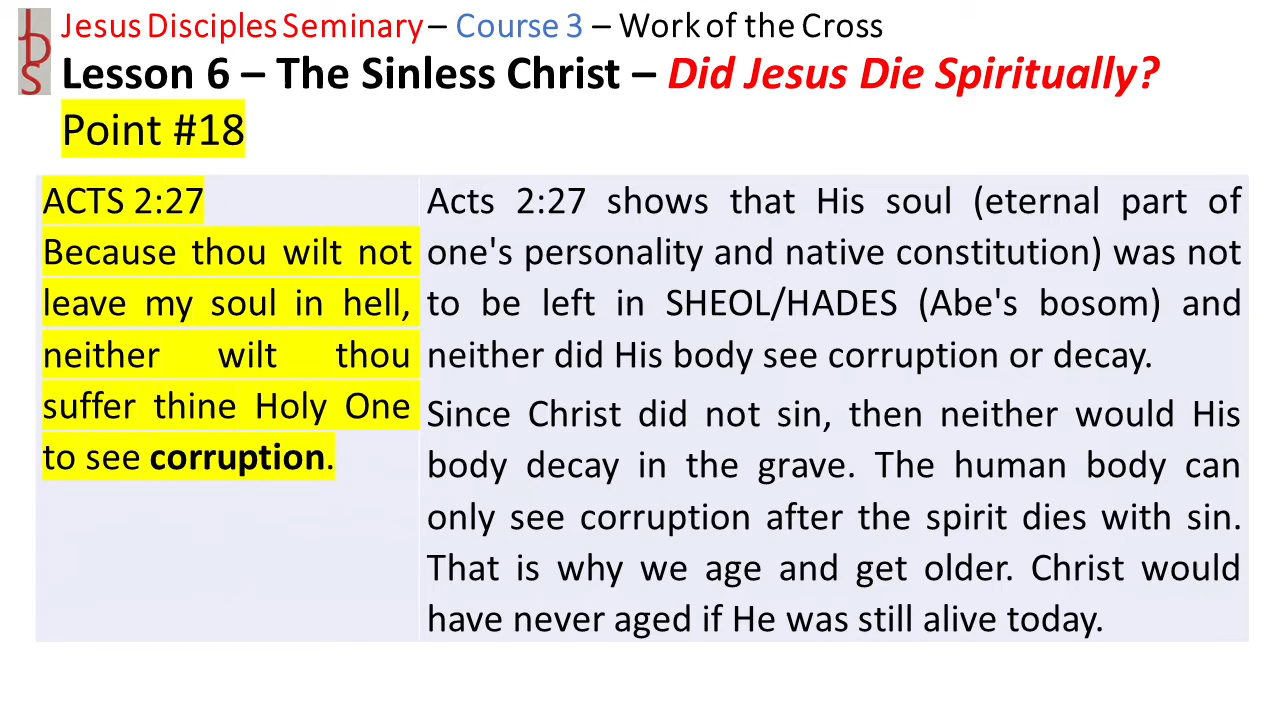 JDS
Jesus Disciples Seminary – Course 3 – Work of the Cross
Lesson 6 – The Sinless Christ – Did Jesus Die Spiritually?
Point #18
ACTS 2:27
Because thou wilt not
leave my soul in hell,
neither wilt thou
suffer thine Holy One
to see corruption.
Acts 2:27 shows that His soul (eternal part of
one's personality and native constitution) was not
to be left in SHEOL/HADES (Abe's bosom) and
neither did His body see corruption or decay.
Since Christ did not sin, then neither would His
body decay in the grave. The human body can
only see corruption after the spirit dies with sin.
That is why we age and get older. Christ would
have never aged if He was still alive today.